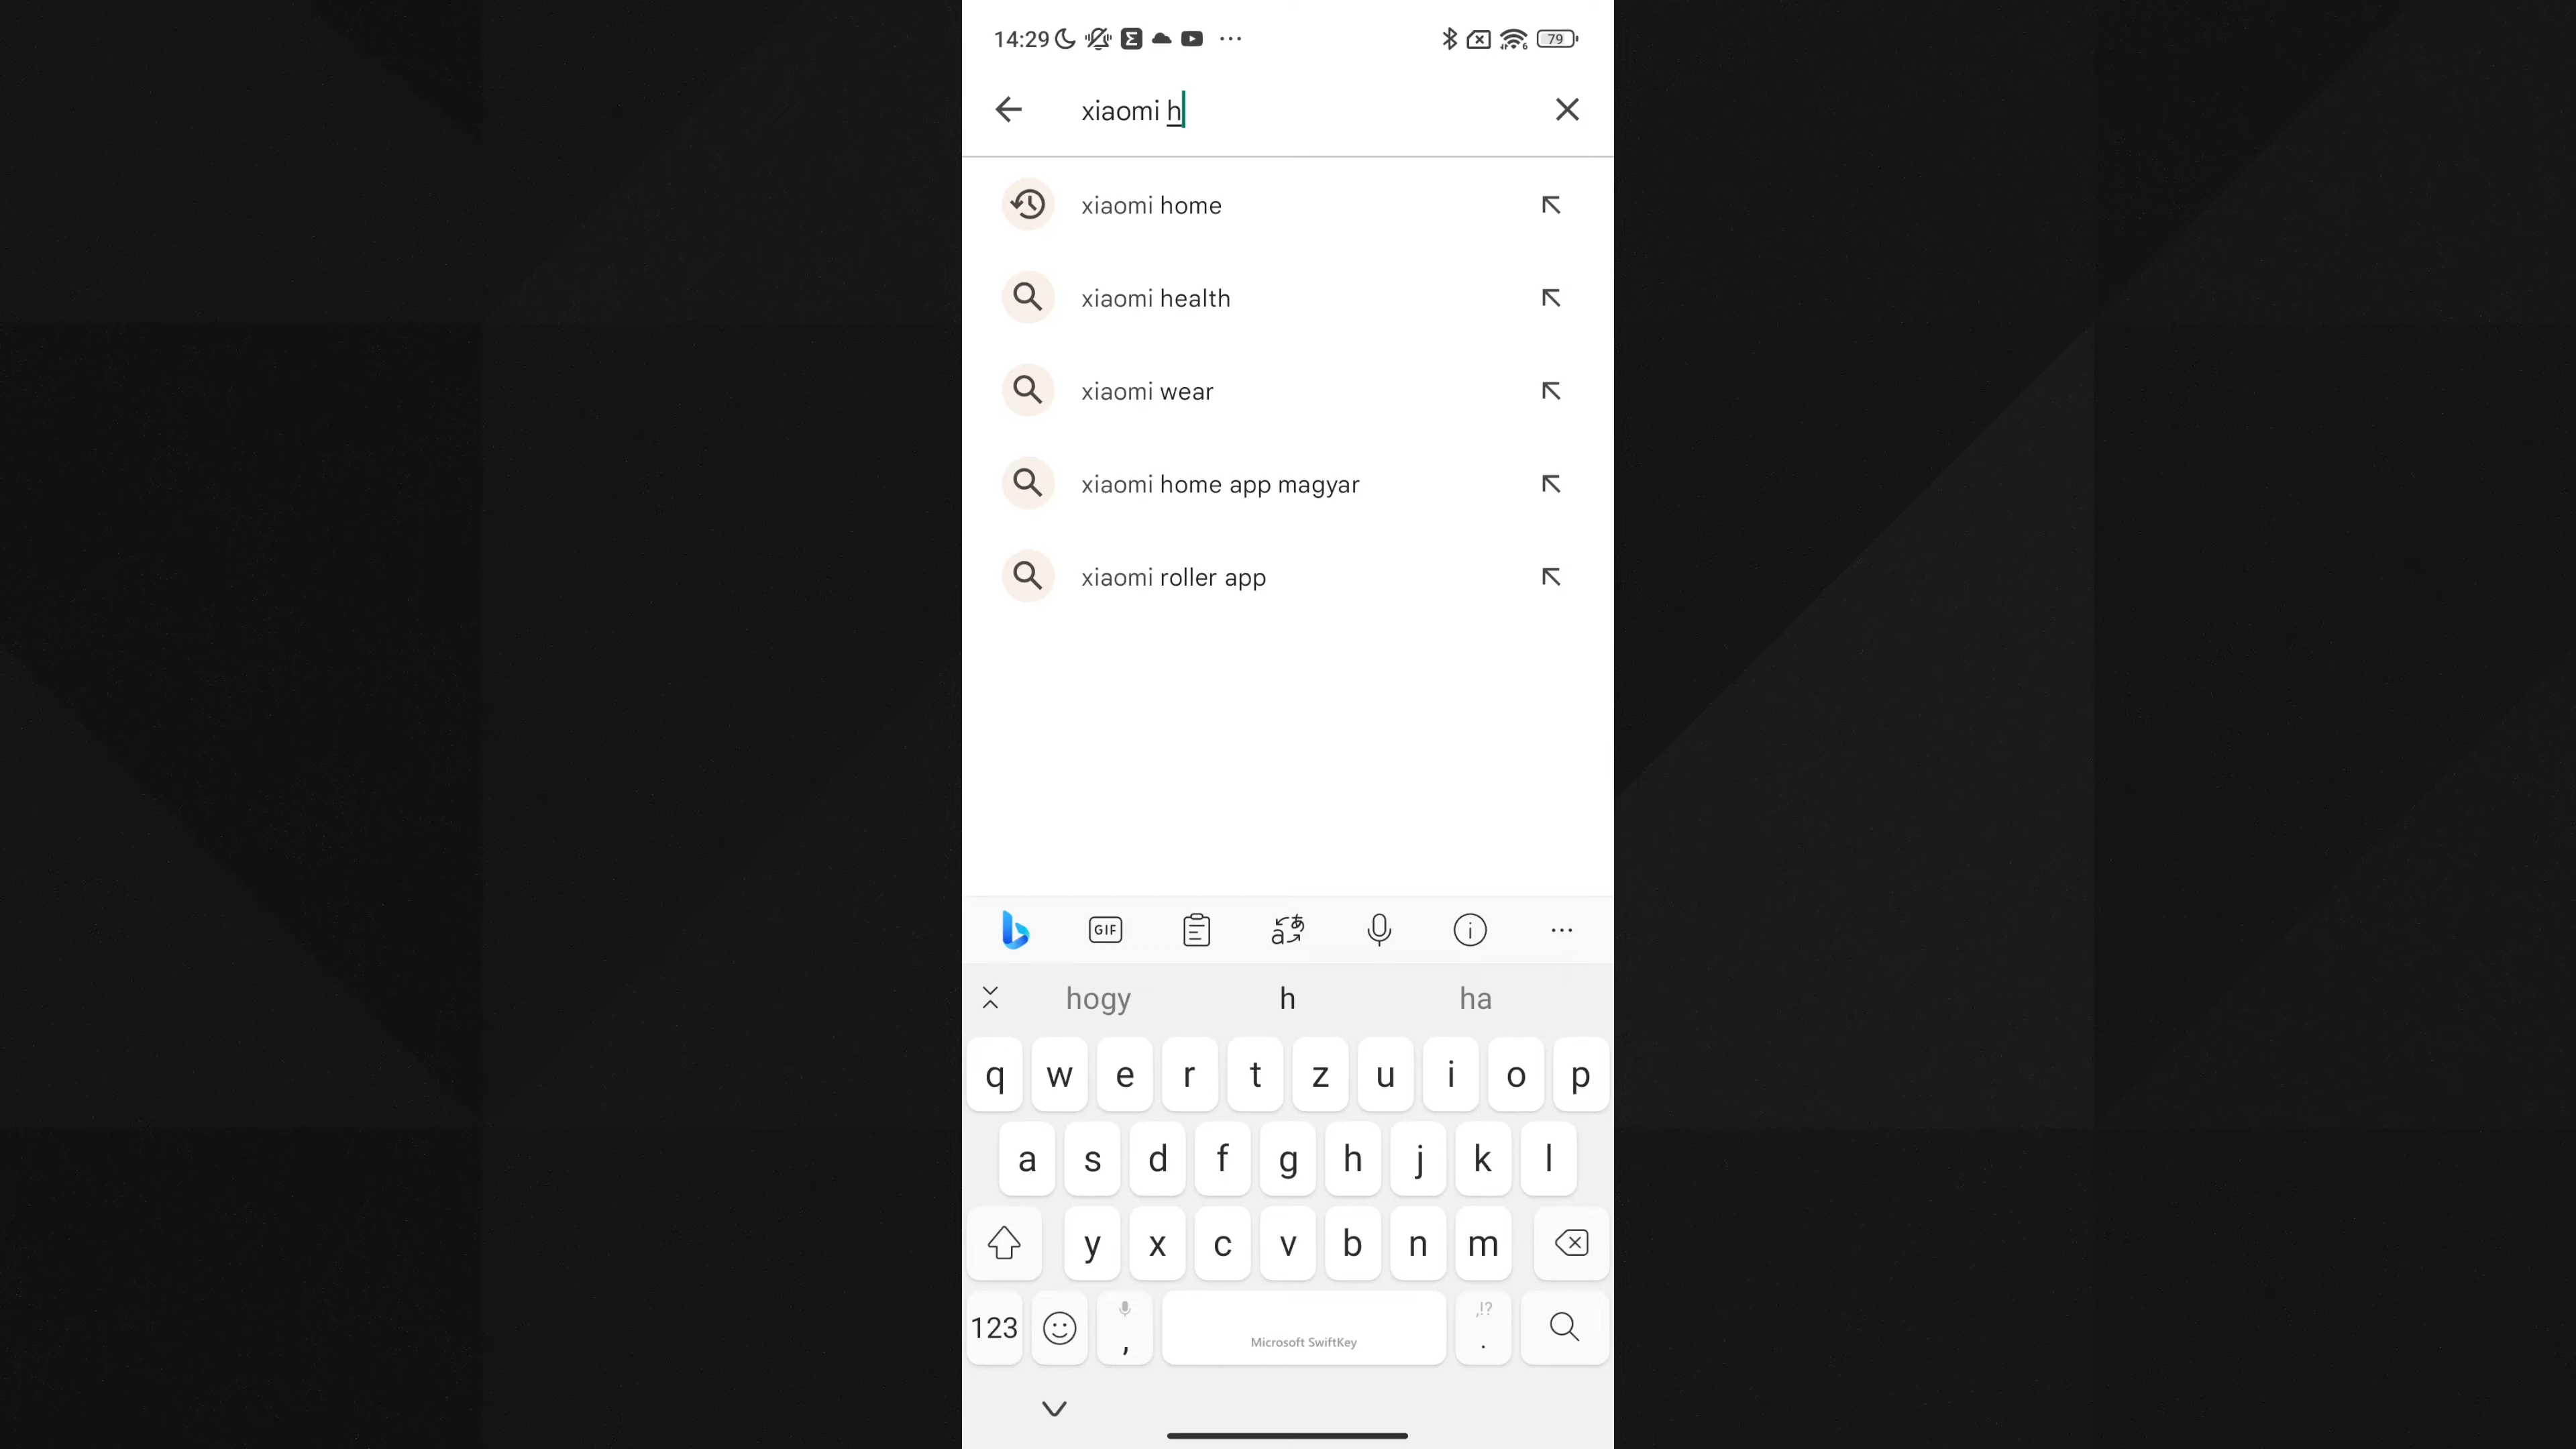 14:29
79
xiaomi h
xiaomi home
xiaomi health
xiaomi wear
xiaomi home app magyar
xiaomi roller app
GIF
hogy h ha
q w e r t z u i o p
a s d f g h j k l
y x c v b n m
123 , Microsoft SwiftKey ,!? .